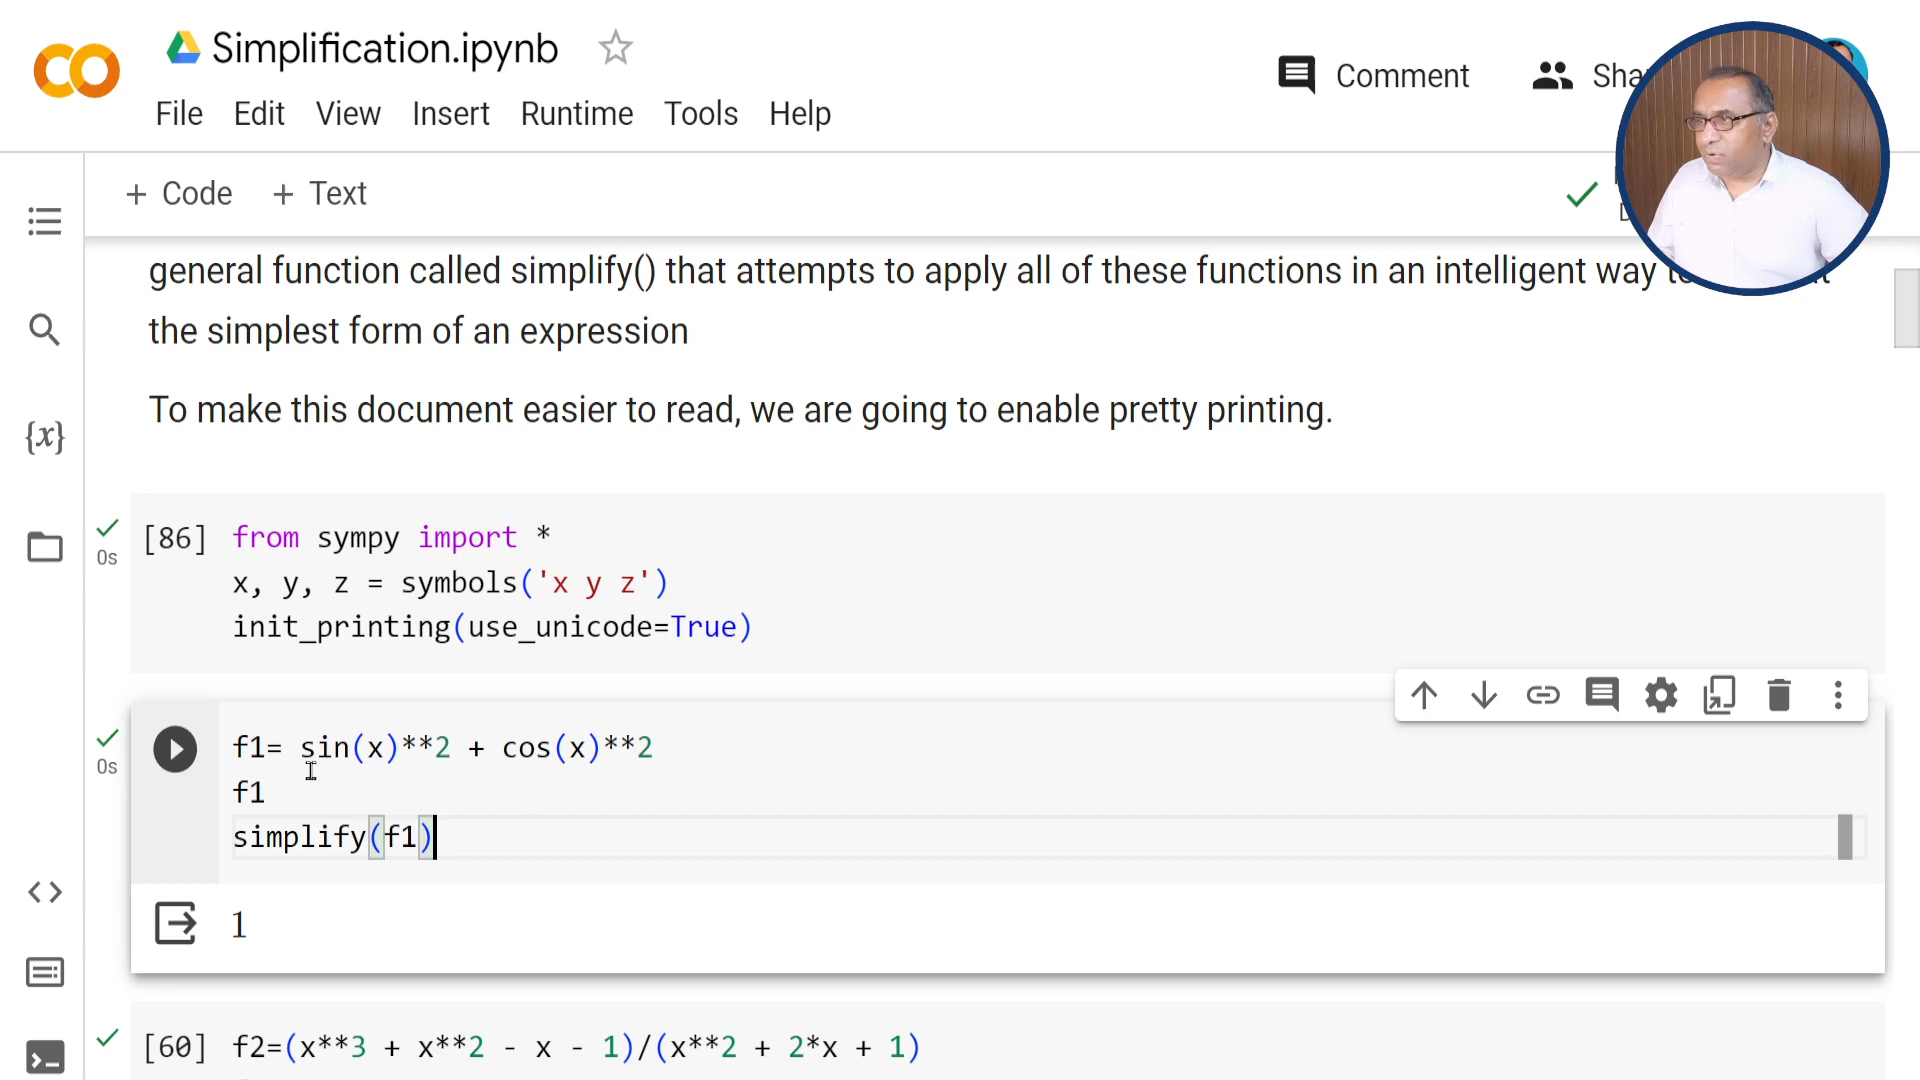 Simplification.ipynb
Comment
File Edit View Insert Runtime Tools Help
+ Code + Text
general function called simplify() that attempts to apply all of these functions in an intelligent way
the simplest form of an expression
To make this document easier to read, we are going to enable pretty printing.
[86] from sympy import *
0s
x, y, z = symbols('x y z')
init_printing(use_unicode=True)
f1= sin(x)**2 + cos(x)**2
0s
f1
simplify(f1)
1
[60] f2=(x**3 + x**2 - x - 1)/(x**2 + 2*x + 1)